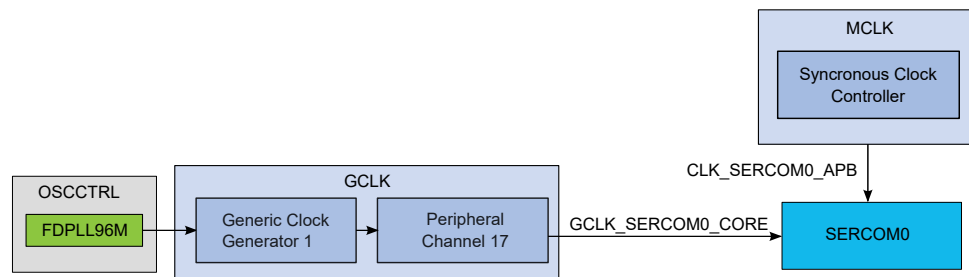 MCLK
Syncronous Clock
Controller
CLK_SERCOM0_APB
OSCCTRL
FDPLL96M
GCLK
Generic Clock
Generator 1
Peripheral
Channel 17
GCLK_SERCOM0_CORE
SERCOM0